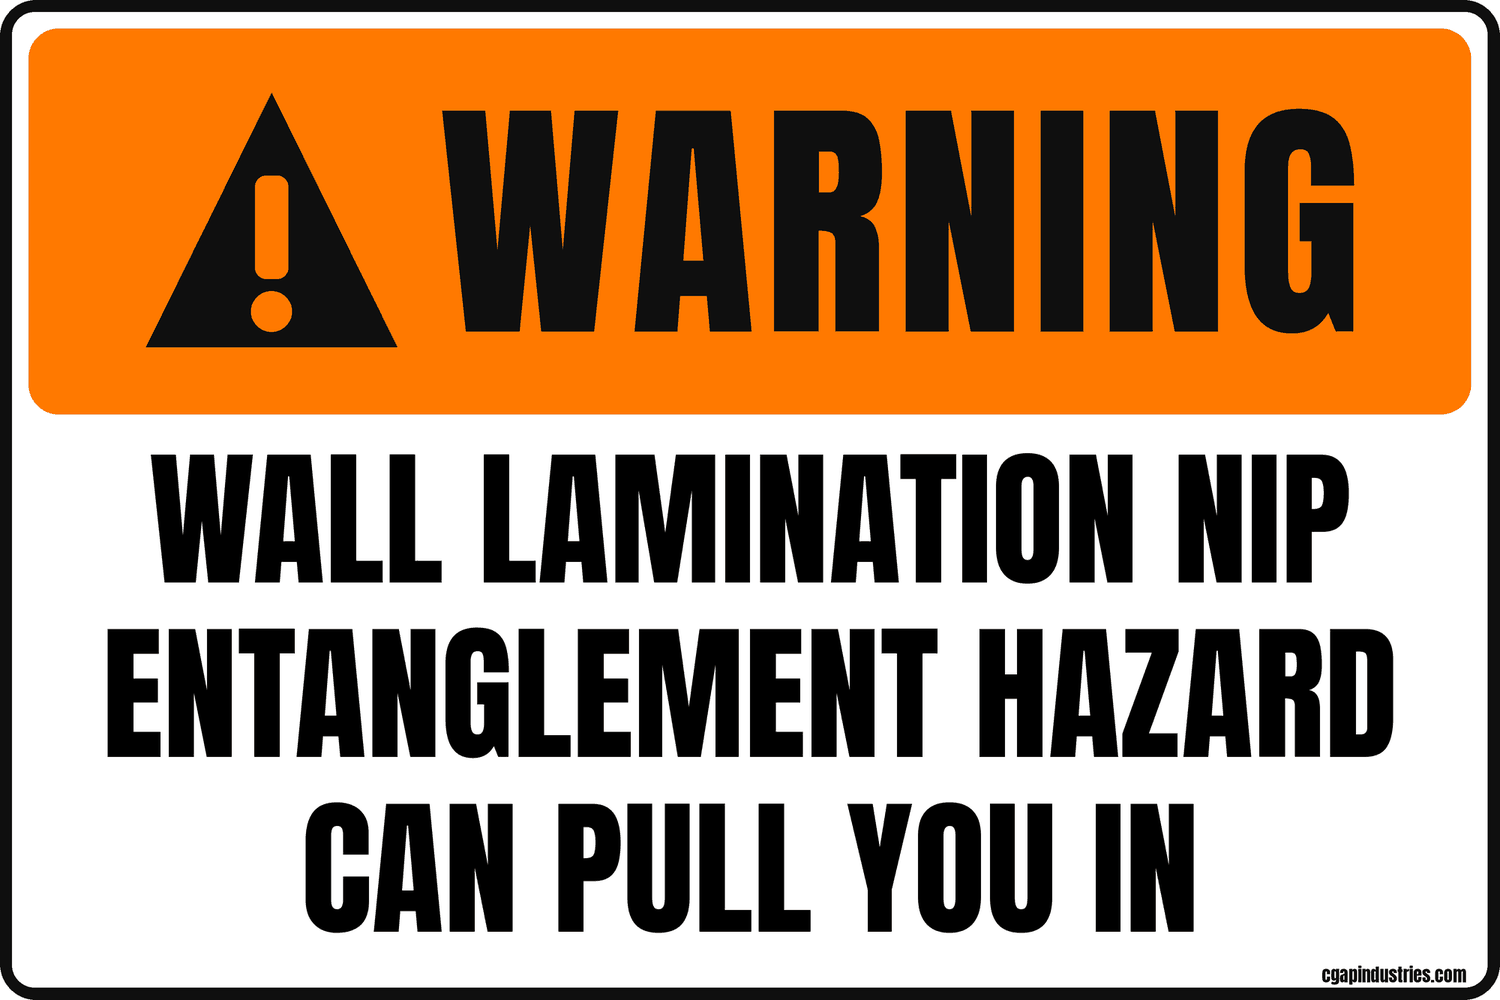 WARNING
WALL LAMINATION NIP
ENTANGLEMENT HAZARD
CAN PULL YOU IN
cgapindustries.com